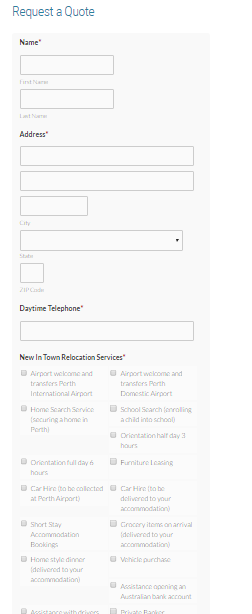 Request a Quote
Name*
First Name
Last Name
Address*
City
State
ZIP Code
Daytime Telephone*
New In Town Relocation Services*
Airport welcome and
transfers Perth
International Airport
Airport welcome and
transfers Perth
Domestic Airport
Home Search Service
(securing a home in
Perth)
School Search (enrolling
a child into school)
Orientation half day 3
hours
Orientation full day 6
hours
Furniture Leasing
Car Hire (to be collected
at Perth Airport)
Car Hire (to be
delivered to your
accommodation)
Short Stay
Accommodation
Bookings
Grocery items on arrival
(delivered to your
accommodation)
Home style dinner
(delivered to your
accommodation)
Vehicle purchase
Assistance opening an
Australian bank account
Assistance with drivers
Private Banker